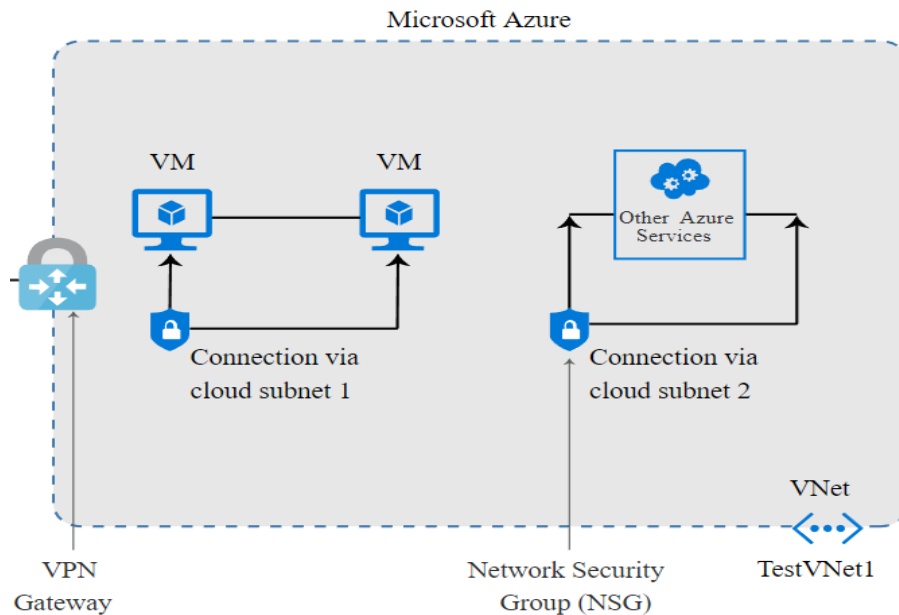 Microsoft Azure
VM
VM
Other Azure
Services
Connection via
cloud subnet 1
Connection via
cloud subnet 2
VNet
TestVNet1
VPN
Gateway
Network Security
Group (NSG)